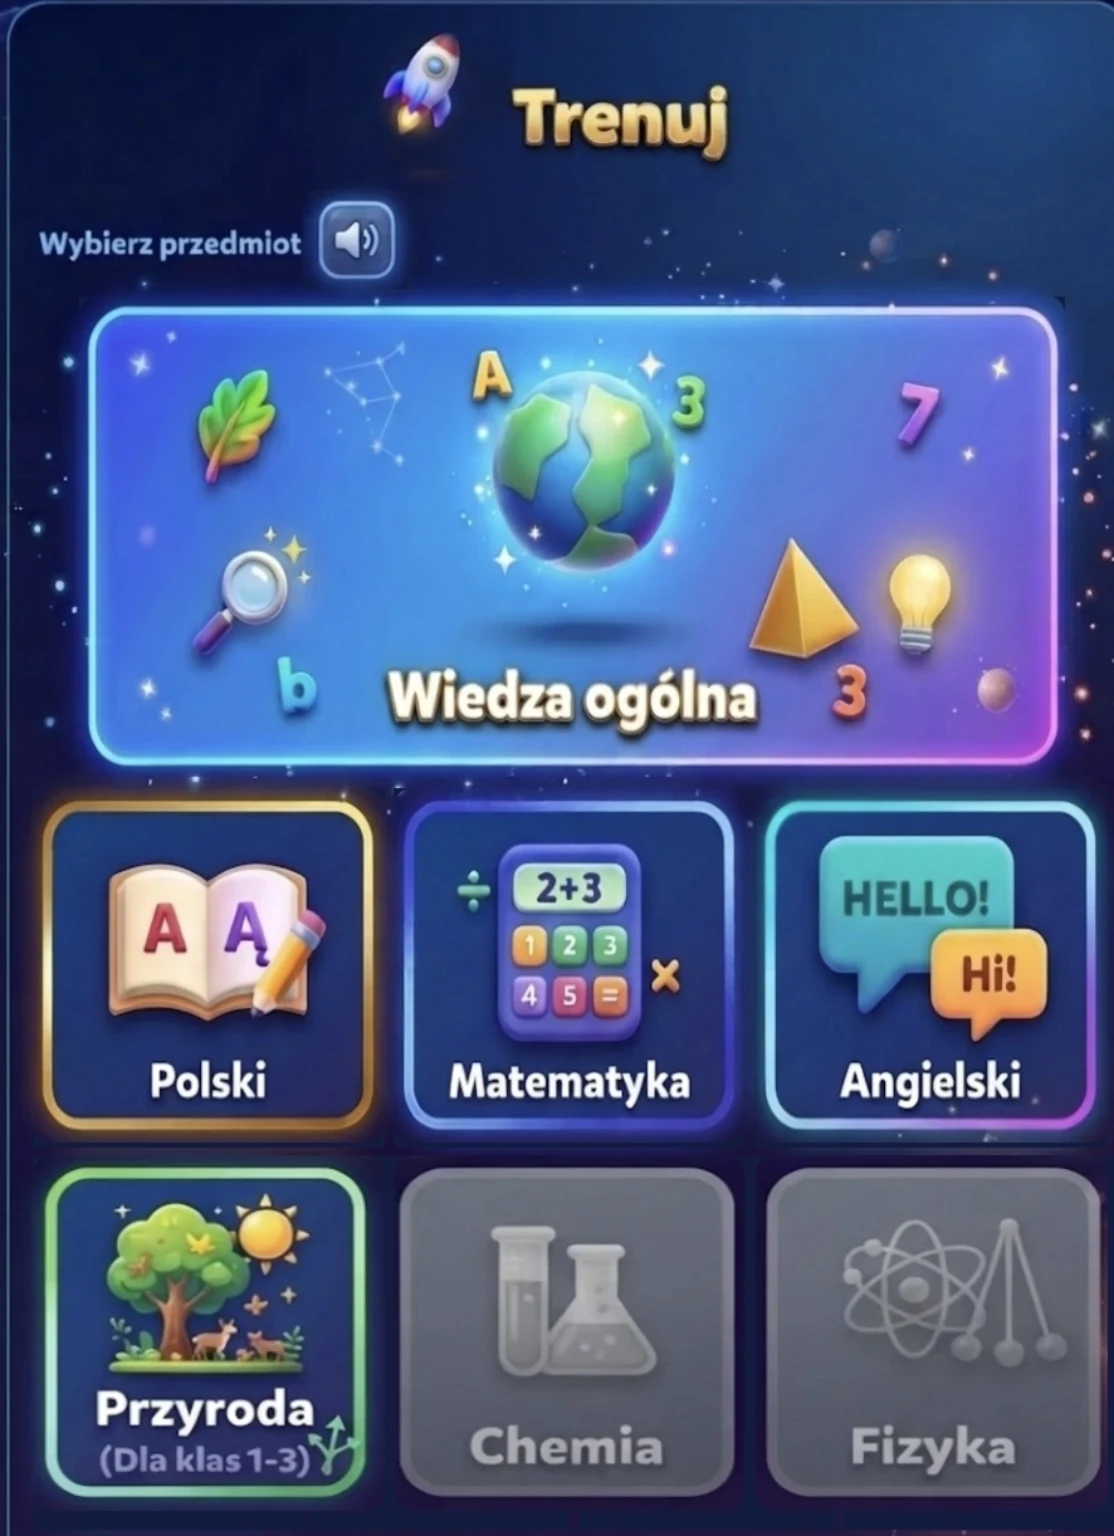 Trenuj
Wybierz przedmiot
A
3
7
b
3
Wiedza ogólna
A Ą
Polski
÷
2+3
1 2 3
4 5 =
×
Matematyka
HELLO!
Hi!
Angielski
Przyroda
(Dla klas 1-3)
Chemia
Fizyka